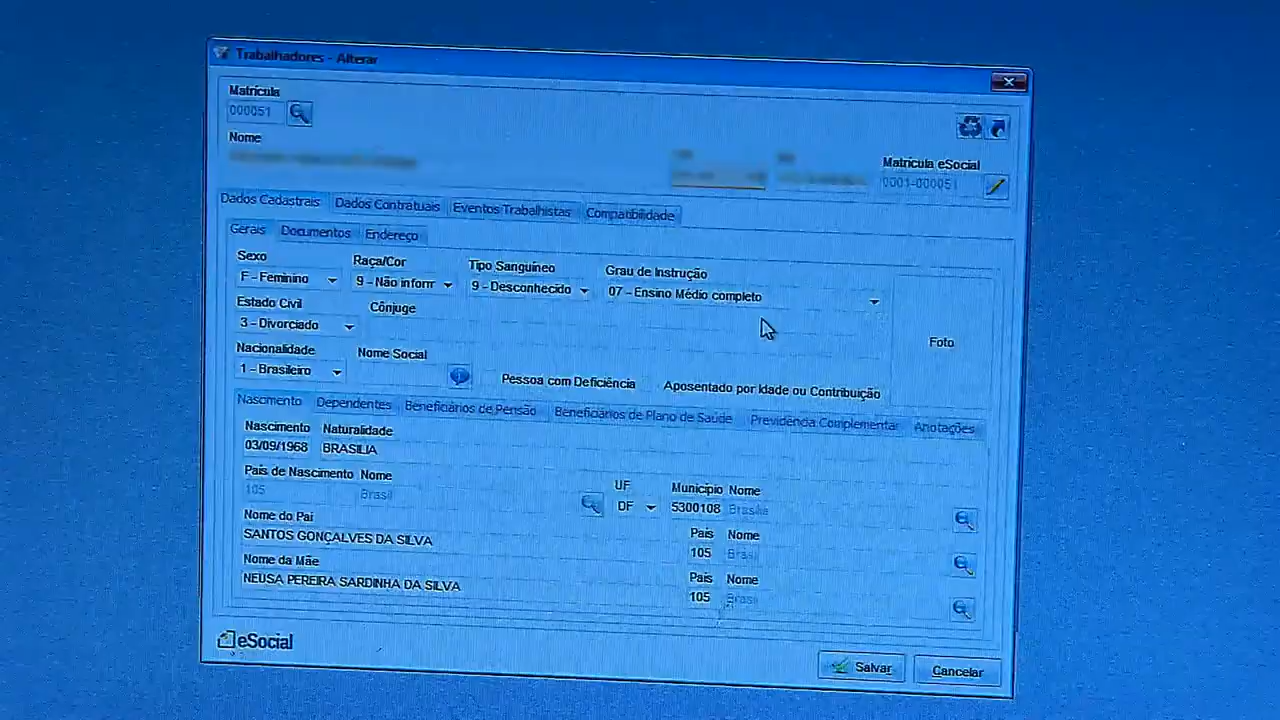 Trabalhadores - Alterar
Matrícula
000051
Nome
Matrícula eSocial
0001-000051
Dados Cadastrais Dados Contratuais Eventos Trabalhistas Compatibilidade
Gerais Documentos Endereço
Sexo Raça/Cor Tipo Sanguíneo Grau de Instrução
F - Feminino 9 - Não inform 9 - Desconhecido 07 - Ensino Médio completo
Estado Civil Cônjuge
3 - Divorciado
Foto
Nacionalidade Nome Social
1 - Brasileiro Pessoa com Deficiência Aposentado por Idade ou Contribuição
Nascimento Dependentes Beneficiários de Pensão Beneficiários de Plano de Saúde Previdência Complementar Anotações
Nascimento Naturalidade
03/09/1968 BRASILIA
País de Nascimento Nome UF Município Nome
105 Brasil DF 5300108 Brasília
Nome do Pai País Nome
SANTOS GONÇALVES DA SILVA 105 Brasil
Nome da Mãe País Nome
NEUSA PEREIRA SARDINHA DA SILVA 105 Brasil
eSocial
Salvar Cancelar